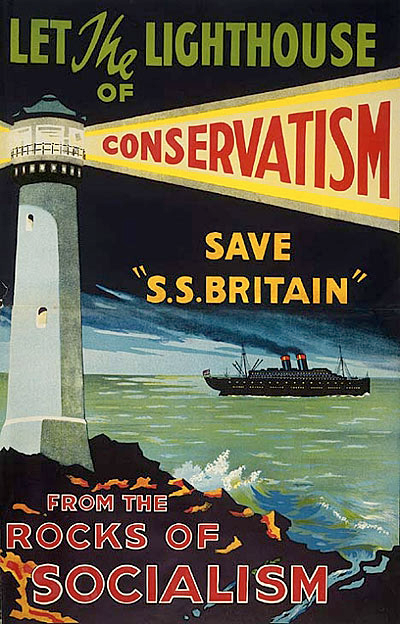 LET The LIGHTHOUSE
OF
CONSERVATISM
SAVE
"S.S.BRITAIN"
FROM THE
ROCKS OF
SOCIALISM